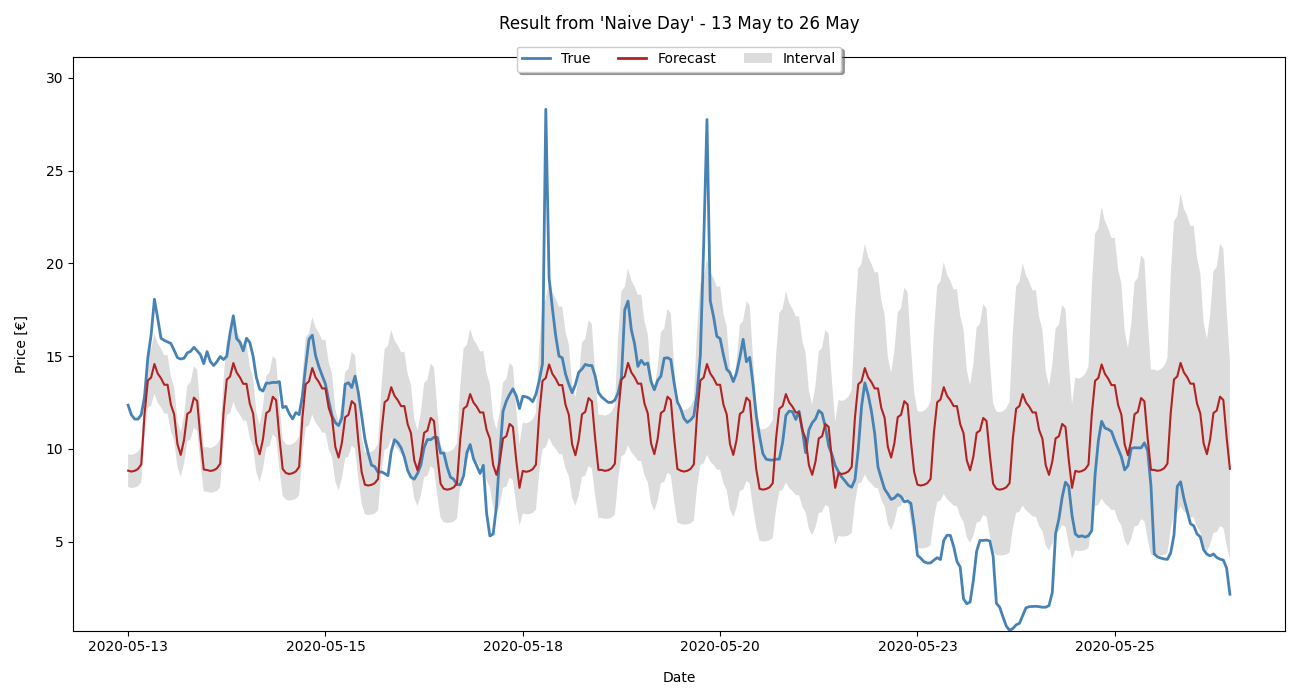 Result from 'Naive Day' - 13 May to 26 May
True Forecast Interval
30
25
20
15
10
5
Price [€]
2020-05-13 2020-05-15 2020-05-18 2020-05-20 2020-05-23 2020-05-25
Date